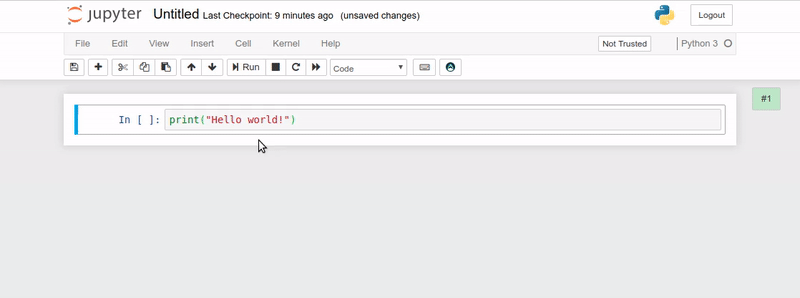 jupyter Untitled Last Checkpoint: 9 minutes ago (unsaved changes) Logout
File Edit View Insert Cell Kernel Help Not Trusted Python 3
Run Code
#1
In [ ]: print("Hello world!")